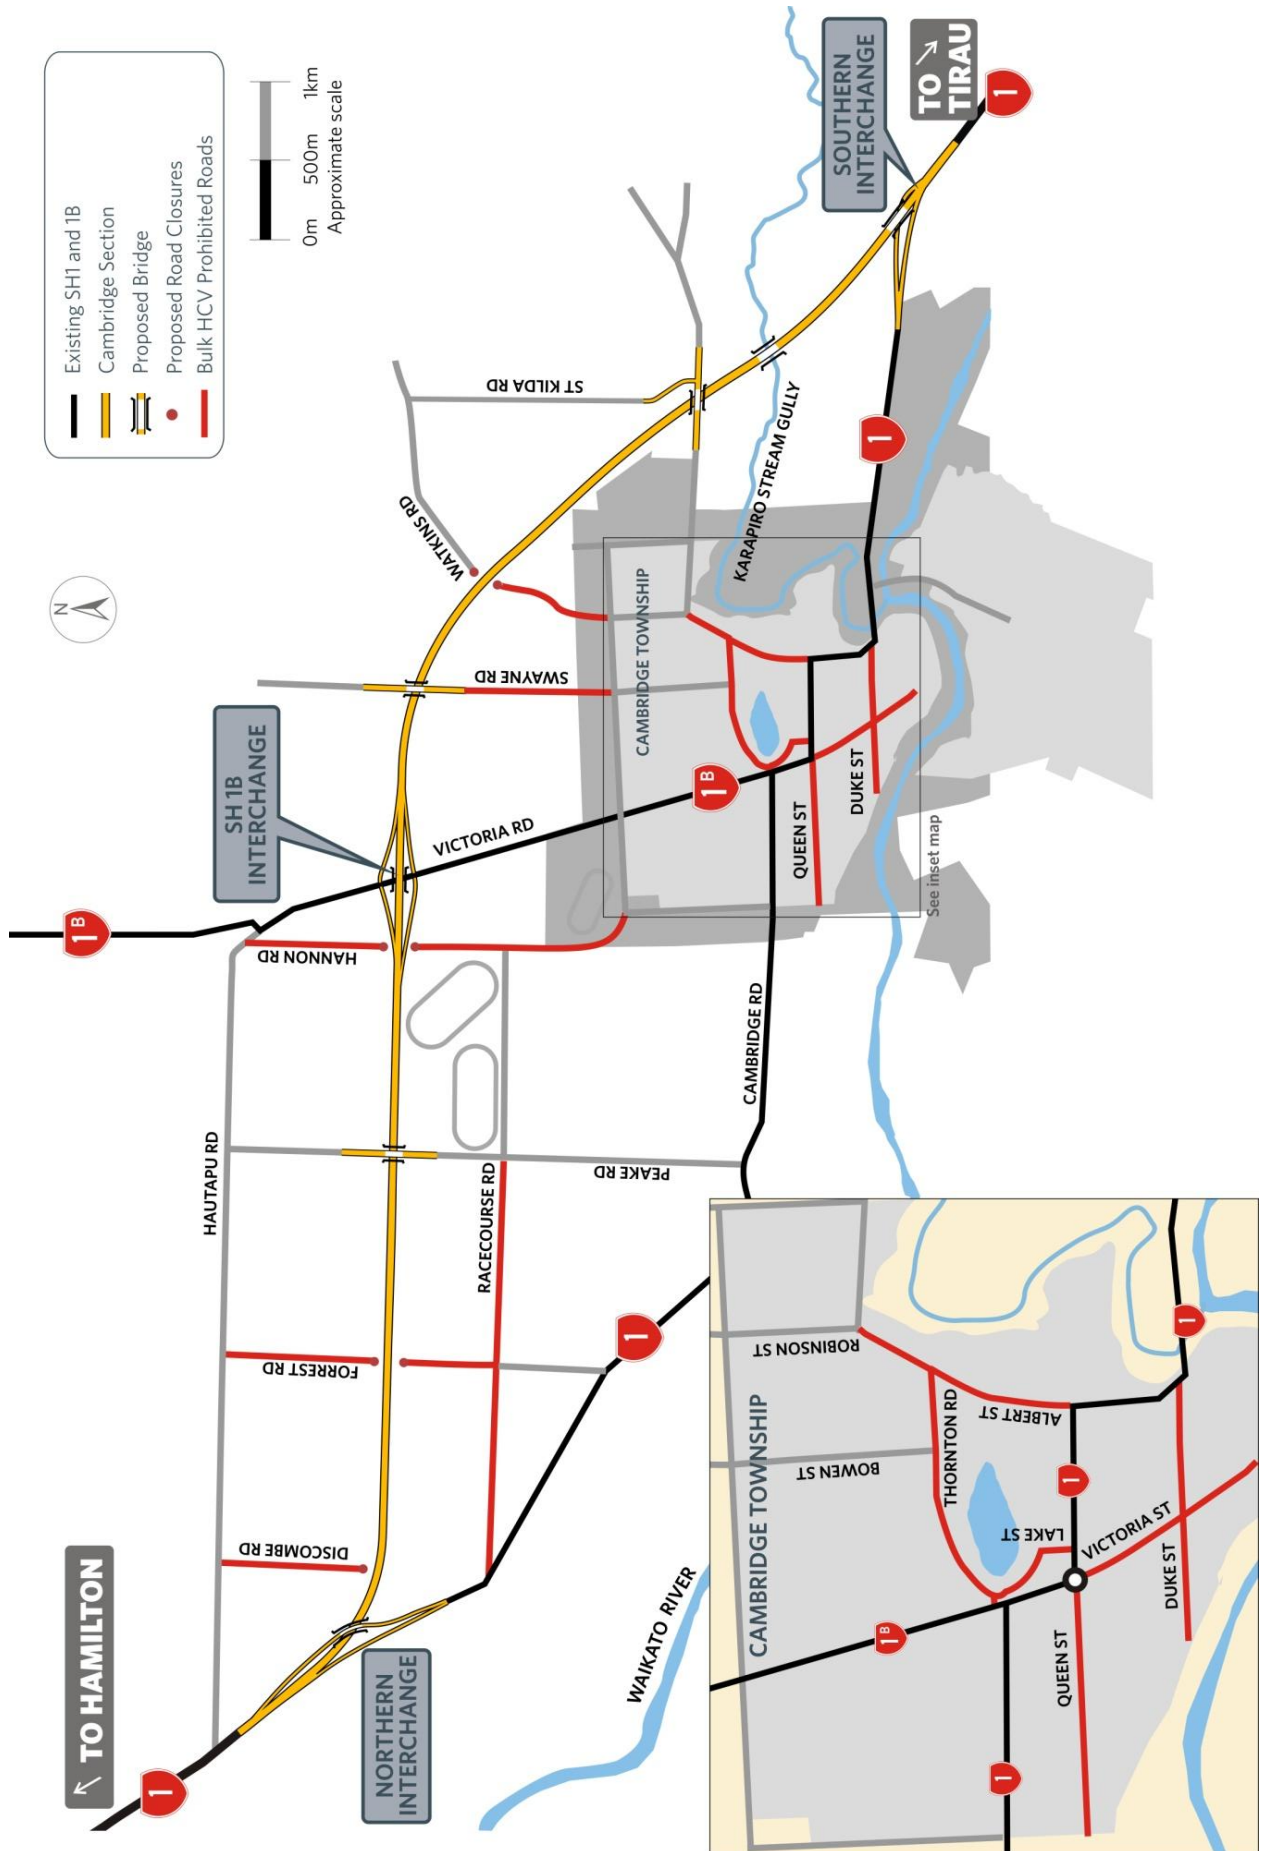 Existing SH1 and 1B
Cambridge Section
Proposed Bridge
Proposed Road Closures
Bulk HCV Prohibited Roads
0m
500m
1km
Approximate scale
N
TO HAMILTON
1
NORTHERN
INTERCHANGE
DISCOMBE RD
FORREST RD
HAUTAPU RD
RACECOURSE RD
PEAKE RD
1
HANNON RD
1B
SH 1B
INTERCHANGE
VICTORIA RD
CAMBRIDGE RD
1B
SWAYNE RD
WATKINS RD
ST KILDA RD
CAMBRIDGE TOWNSHIP
KARAPIRO STREAM GULLY
QUEEN ST
DUKE ST
See inset map
1
SOUTHERN
INTERCHANGE
TO
TIRAU
1
WAIKATO RIVER
CAMBRIDGE TOWNSHIP
ROBINSON ST
BOWEN ST
THORNTON RD
ALBERT ST
LAKE ST
VICTORIA ST
DUKE ST
QUEEN ST
1B
1
1
1